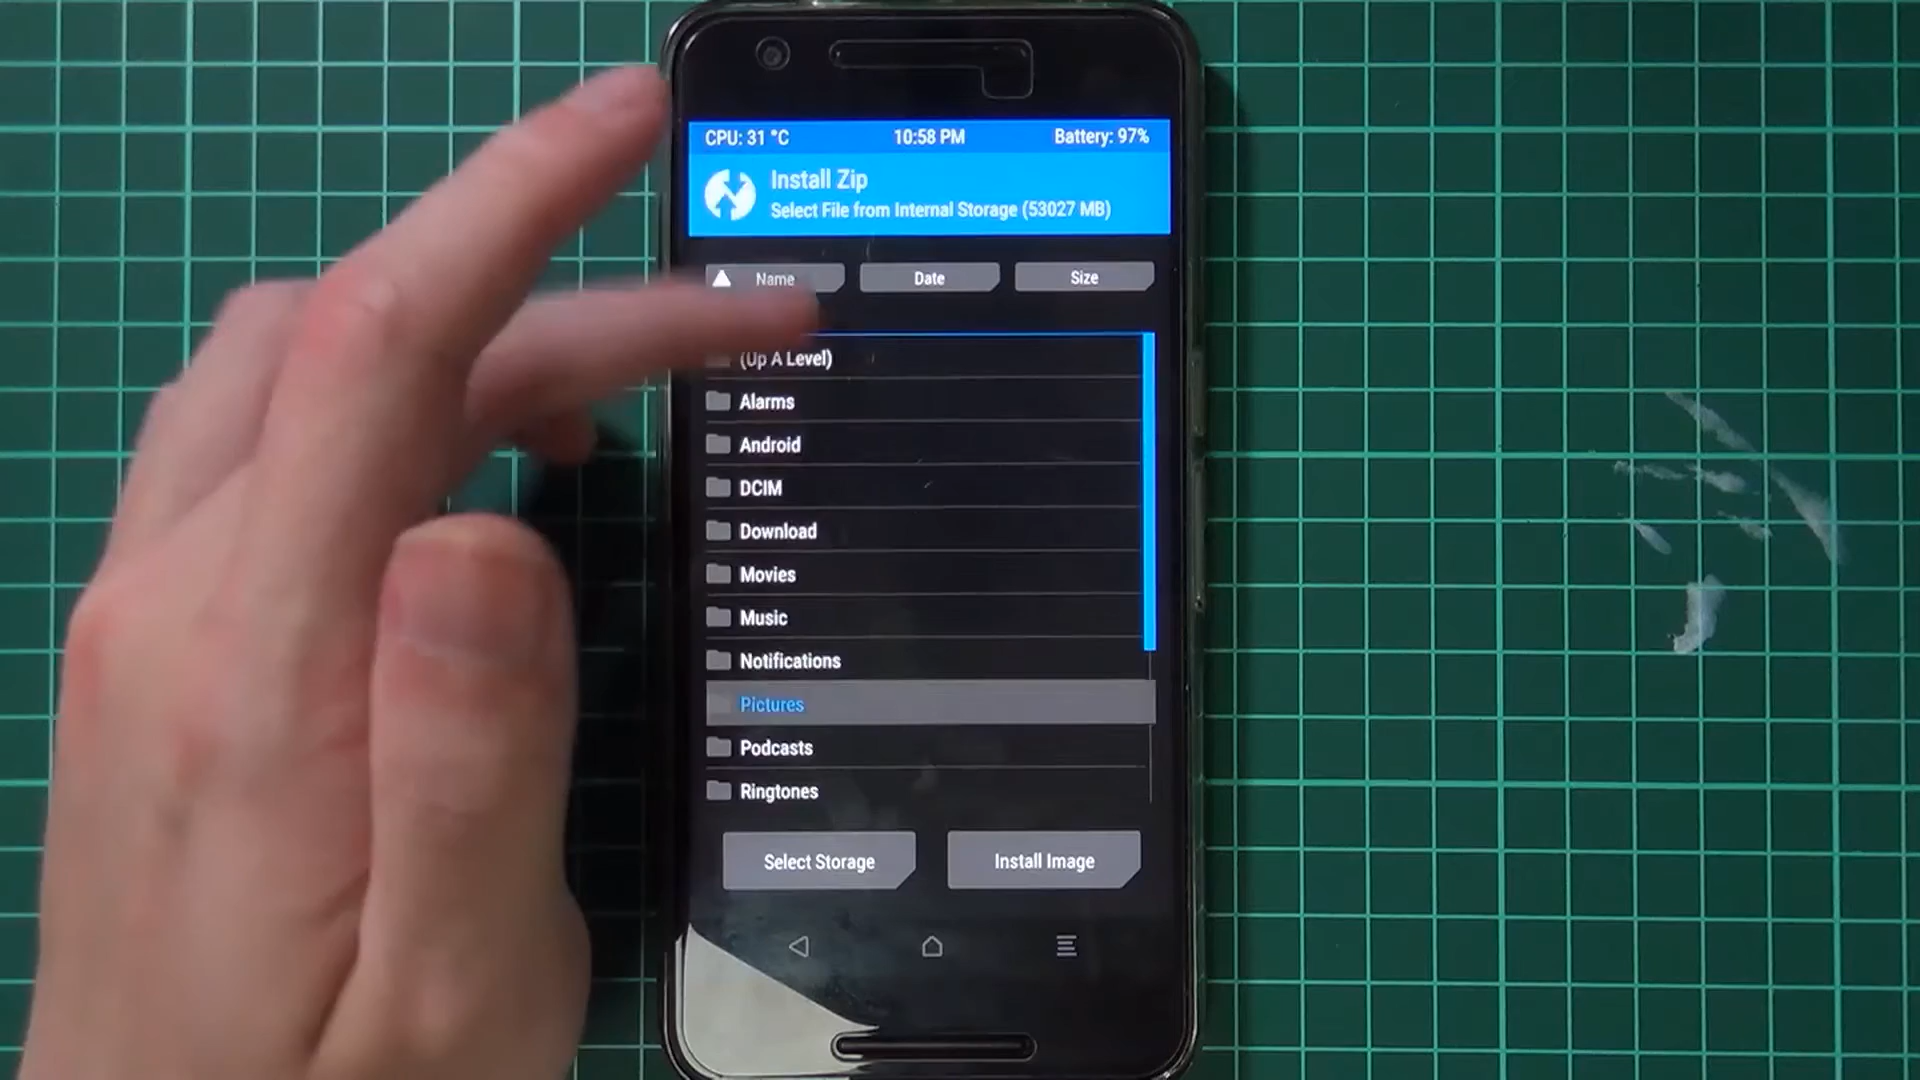 CPU: 31 °C 10:58 PM Battery: 97%
Install Zip
Select File from Internal Storage (53027 MB)
Name Date Size
(Up A Level)
Alarms
Android
DCIM
Download
Movies
Music
Notifications
Pictures
Podcasts
Ringtones
Select Storage Install Image